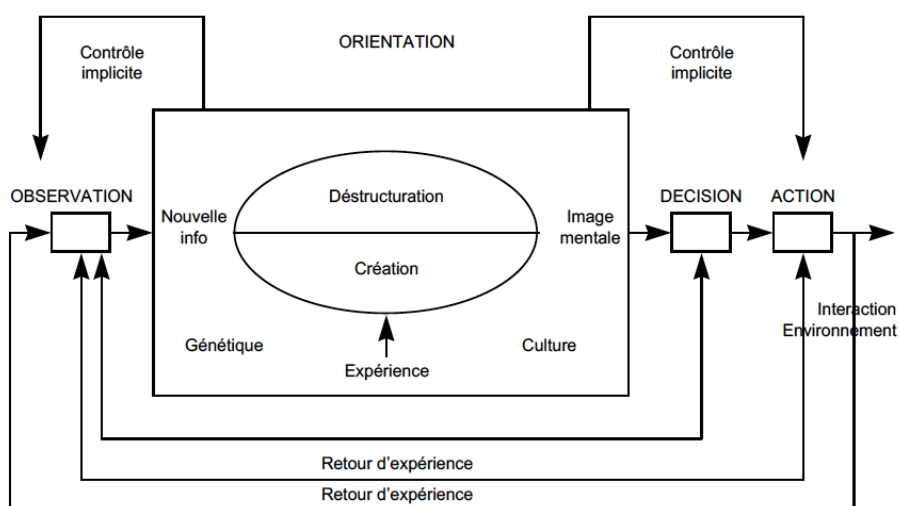 ORIENTATION
Contrôle
implicite
Contrôle
implicite
OBSERVATION
DECISION
ACTION
Déstructuration
Nouvelle
info
Image
mentale
Création
Interaction
Environnement
Génétique
Culture
Expérience
Retour d'expérience
Retour d'expérience